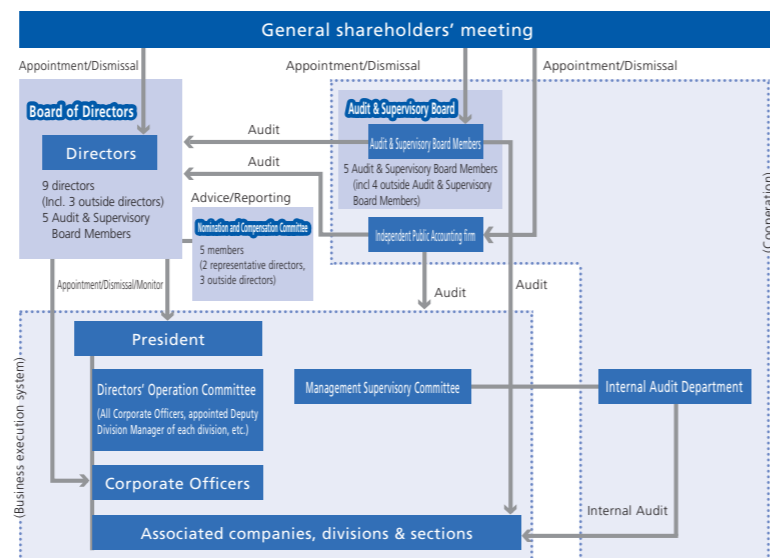 General shareholders' meeting
Appointment/Dismissal
Appointment/Dismissal
Appointment/Dismissal
Board of Directors
Directors
9 directors
(Incl. 3 outside directors)
5 Audit & Supervisory
Board Members
Audit
Audit
Advice/Reporting
Nomination and Compensation Committee
5 members
(2 representative directors,
3 outside directors)
Audit & Supervisory Board
Audit & Supervisory Board Members
5 Audit & Supervisory Board Members
(incl 4 outside Audit & Supervisory
Board Members)
Independent Public Accounting firm
(Cooperation)
Appointment/Dismissal/Monitor
Audit
Audit
(Business execution system)
President
Directors' Operation Committee
(All Corporate Officers, appointed Deputy
Division Manager of each division, etc.)
Management Supervisory Committee
Internal Audit Department
Corporate Officers
Internal Audit
Associated companies, divisions & sections